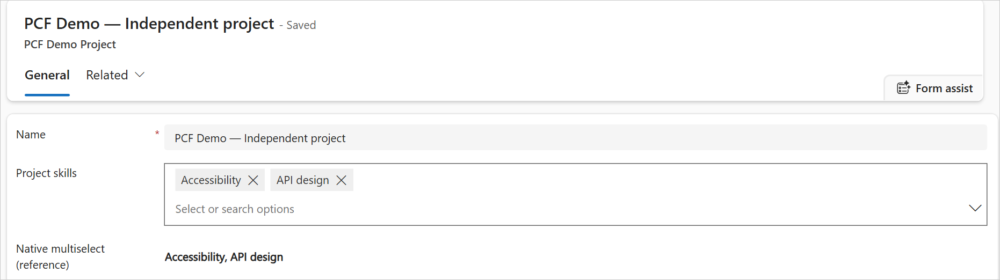 PCF Demo — Independent project - Saved
PCF Demo Project
General Related
Form assist
Name * PCF Demo — Independent project
Project skills Accessibility API design
Select or search options
Native multiselect
(reference)
Accessibility, API design